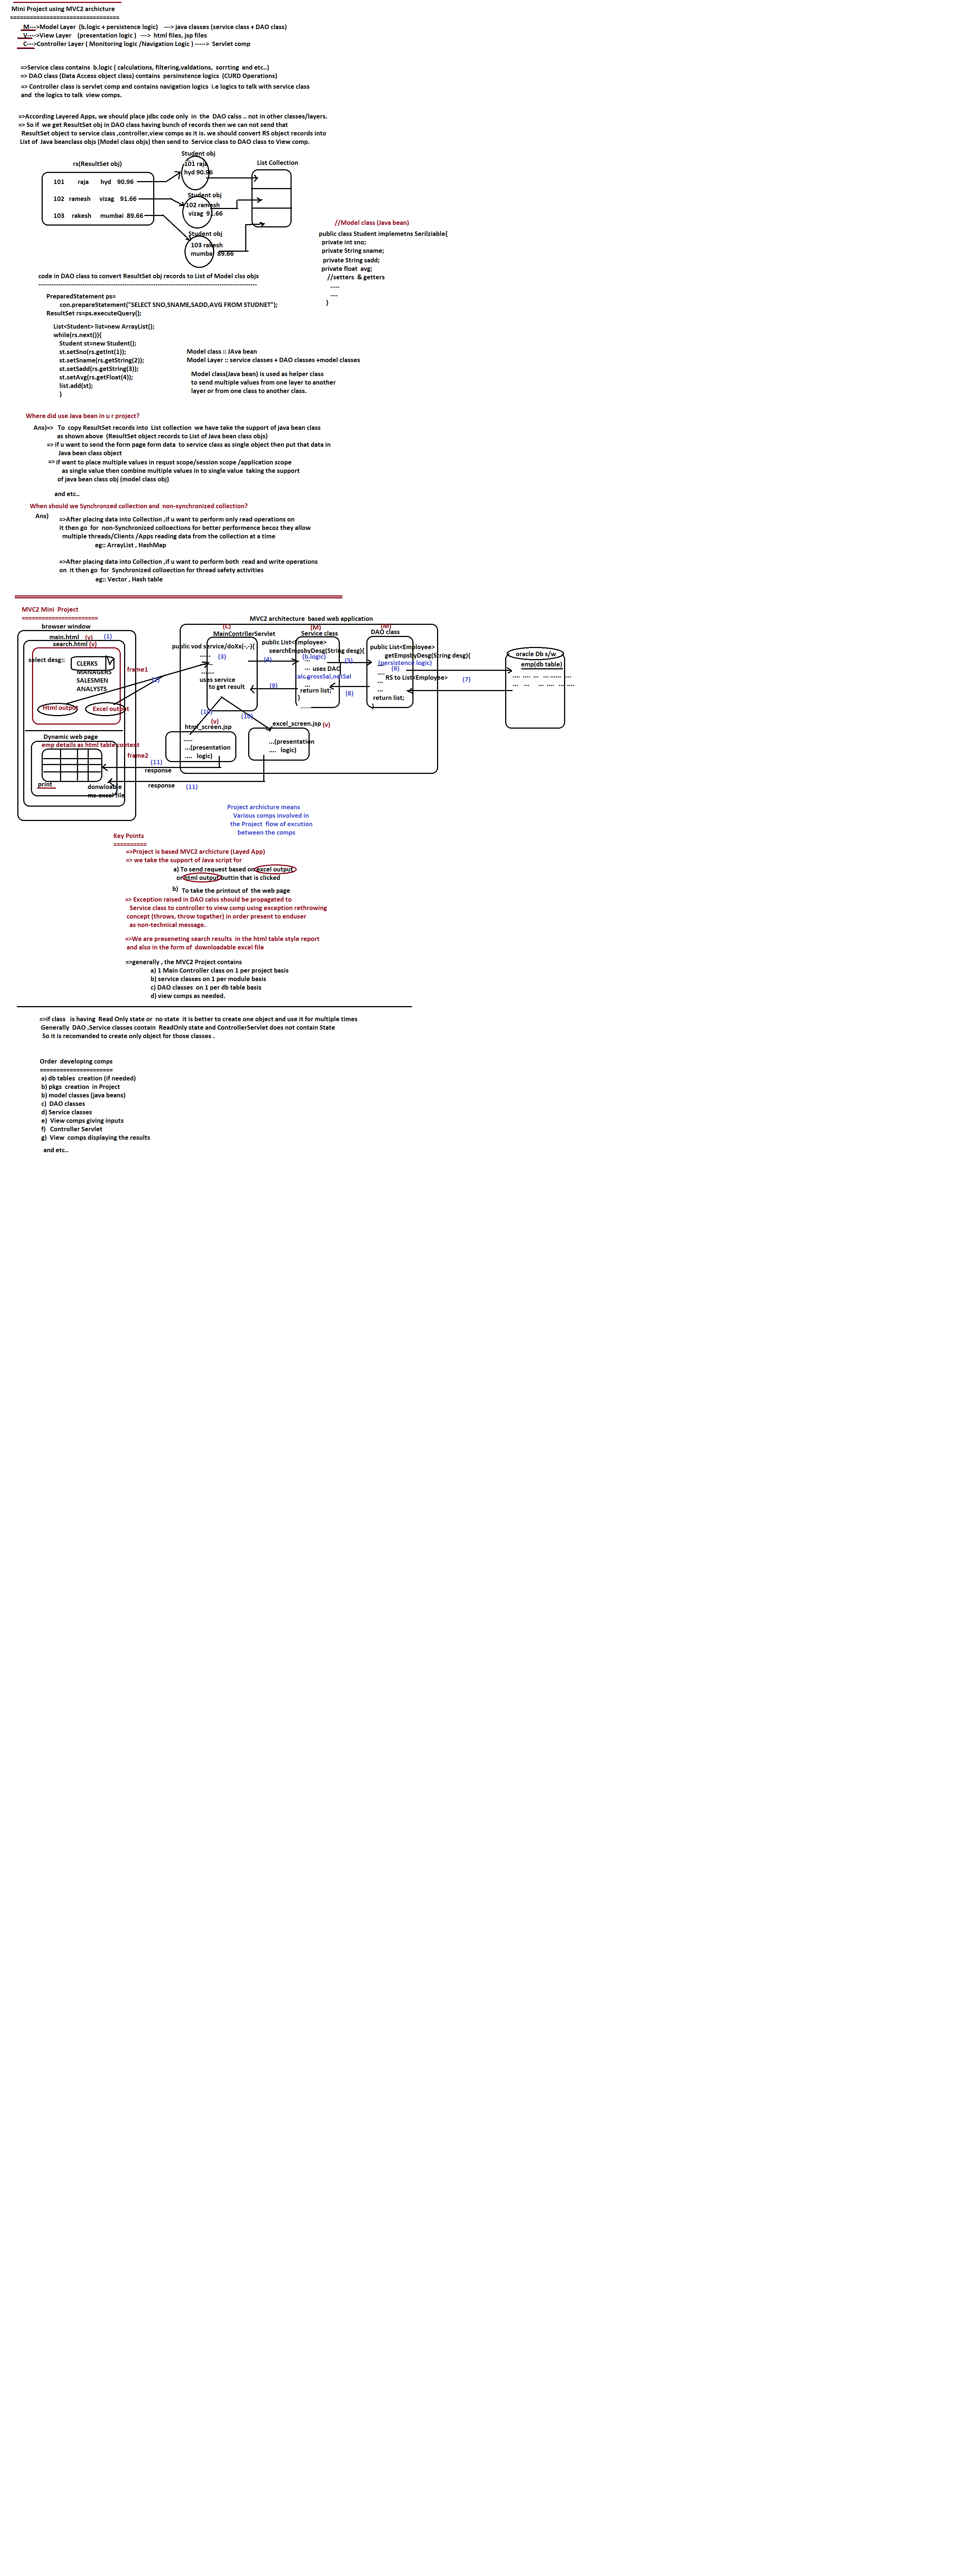 Mini Project using MVC2 archicture
=================================
M--->Model Layer (b.logic + persistence logic) ---> java classes (service class + DAO class)
V---->View Layer (presentation logic ) ---> html files, jsp files
C--->Controller Layer ( Monitoring logic /Navigation Logic ) -----> Servlet comp
=>Service class contains b.logic ( calculations, filtering,valdations, sorrting and etc..)
=> DAO class (Data Access object class) contains persinstence logics (CURD Operations)
=> Controller class is servlet comp and contains navigation logics i.e logics to talk with service class
and the logics to talk view comps.
=>According Layered Apps, we should place jdbc code only in the DAO calss .. not in other classes/layers.
=> So if we get ResultSet obj in DAO class having bunch of records then we can not send that
ResultSet object to service class ,controller,view comps as it is. we should convert RS object records into
List of Java beanclass objs (Model class objs) then send to Service class to DAO class to View comp.
rs(ResultSet obj)
101 raja hyd 90.96
102 ramesh vizag 91.66
103 rakesh mumbai 89.66
Student obj
101 raja
hyd 90.96
Student obj
102 ramesh
vizag 91.66
Student obj
103 rakesh
mumbai 89.66
List Collection
//Model class (Java bean)
public class Student implemetns Serilziable{
private int sno;
private String sname;
private String sadd;
private float avg;
//setters & getters
-----
----
}
code in DAO class to convert ResultSet obj records to List of Model clss objs
-----------------------------------------------------------------------------------------------
PreparedStatement ps=
con.prepareStatement("SELECT SNO,SNAME,SADD,AVG FROM STUDNET");
ResultSet rs=ps.executeQuery();
List<Student> list=new ArrayList();
while(rs.next()){
Student st=new Student();
st.setSno(rs.getInt(1));
st.setSname(rs.getString(2));
st.setSadd(rs.getString(3));
st.setAvg(rs.getFloat(4));
list.add(st);
}
Model class :: JAva bean
Model Layer :: service classes + DAO classes +model classes
Model class(Java bean) is used as helper class
to send multiple values from one layer to another
layer or from one class to another class.
Where did use Java bean in u r project?
Ans)=> To copy ResultSet records into List collection we have take the support of java bean class
as shown above (ResultSet object records to List of Java bean class objs)
=> if u want to send the form page form data to service class as single object then put that data in
Java bean class object
=> if want to place multiple values in requst scope/session scope /application scope
as single value then combine multiple values in to single value taking the support
of java bean class obj (model class obj)
and etc..
When should we Synchronzed collection and non-synchronized collection?
Ans)
=>After placing data into Collection ,if u want to perform only read operations on
it then go for non-Synchronized colloections for better performence becoz they allow
multiple threads/Clients /Apps reading data from the collection at a time
eg:: ArrayList , HashMap
=>After placing data into Collection ,if u want to perform both read and write operations
on it then go for Synchronized colloection for thread safety activities
eg:: Vector , Hash table
MVC2 Mini Project
=======================
browser window
main.html (v) (1)
search.html (v)
select desg::
CLERKS
MANAGERS
SALESMEN
ANALYSTS
Html output
Excel output
frame1
Dynamic web page
emp details as html table content
frame2
print
donwloable
ms-excel file
MVC2 architecture based web application
(C)
MainContrllerServlet
public vod service/doXx(-,-){
----- (3)
-----
------
uses service
to get result
(M)
Service class
public List<Employee>
searchEmpsbyDesg(String desg){
(b.logic)
...
... uses DAO
calc.grossSal,netSal
...
return list;
}
......
(M)
DAO class
public List<Employee>
getEmpsbyDesg(String desg){
(persistence logic)
(6)
....
RS to List<Employee>
...
...
return list;
}
oracle Db s/w
emp(db table)
.... .... ... ... ...... ...
... ... ... .... ... ....
(4)
(5)
(7)
(8)
(9)
(10)
(v)
html_screen.jsp
.....
...(presentation
.... logic)
excel_screen.jsp (v)
...(presentation
.... logic)
(11)
response
response (11)
Project archicture means
Various comps involved in
the Project flow of excution
between the comps
Key Points
==========
=>Project is based MVC2 archicture (Layed App)
=> we take the support of Java script for
a) To send request based on excel output
or html output buttin that is clicked
b) To take the printout of the web page
=> Exception raised in DAO calss should be propagated to
Service class to controller to view comp using exception rethrowing
concept (throws, throw togather) in order present to enduser
as non-technical message.
=>We are preseneting search results in the html table style report
and also in the form of downloadable excel file
=>generally , the MVC2 Project contains
a) 1 Main Controller class on 1 per project basis
b) service classes on 1 per module basis
c) DAO classes on 1 per db table basis
d) view comps as needed.
=>if class is having Read Only state or no state it is better to create one object and use it for multiple times
Generally DAO ,Service classes contain ReadOnly state and ControllerServlet does not contain State
So it is recomanded to create only object for those classes .
Order developing comps
======================
a) db tables creation (if needed)
b) pkgs creation in Project
b) model classes (java beans)
c) DAO classes
d) Service classes
e) View comps giving inputs
f) Controller Servlet
g) View comps displaying the results
and etc..